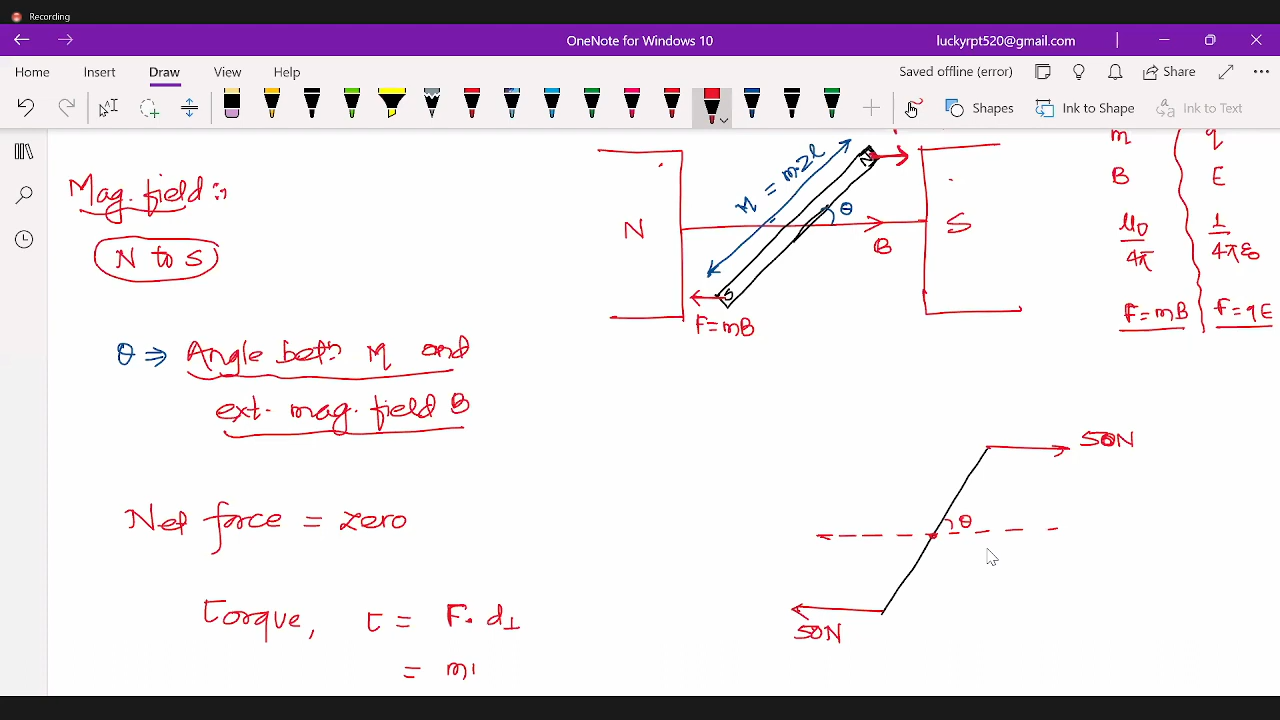 Recording
OneNote for Windows 10
luckyrpt520@gmail.com
Home Insert Draw View Help
Saved offline (error)
Share
Shapes
Ink to Shape
Ink to Text
Mag. field :-
N to S
θ ⇒ Angle betⁿ M and
ext. mag. field B
Net force = zero
Torque, τ = F. d⊥
= m
M = m.2l
N
N
θ
B
S
S
F = mB
m q
B E
μ0/4π 1/4πε0
F = mB F = qE
50N
θ
50N